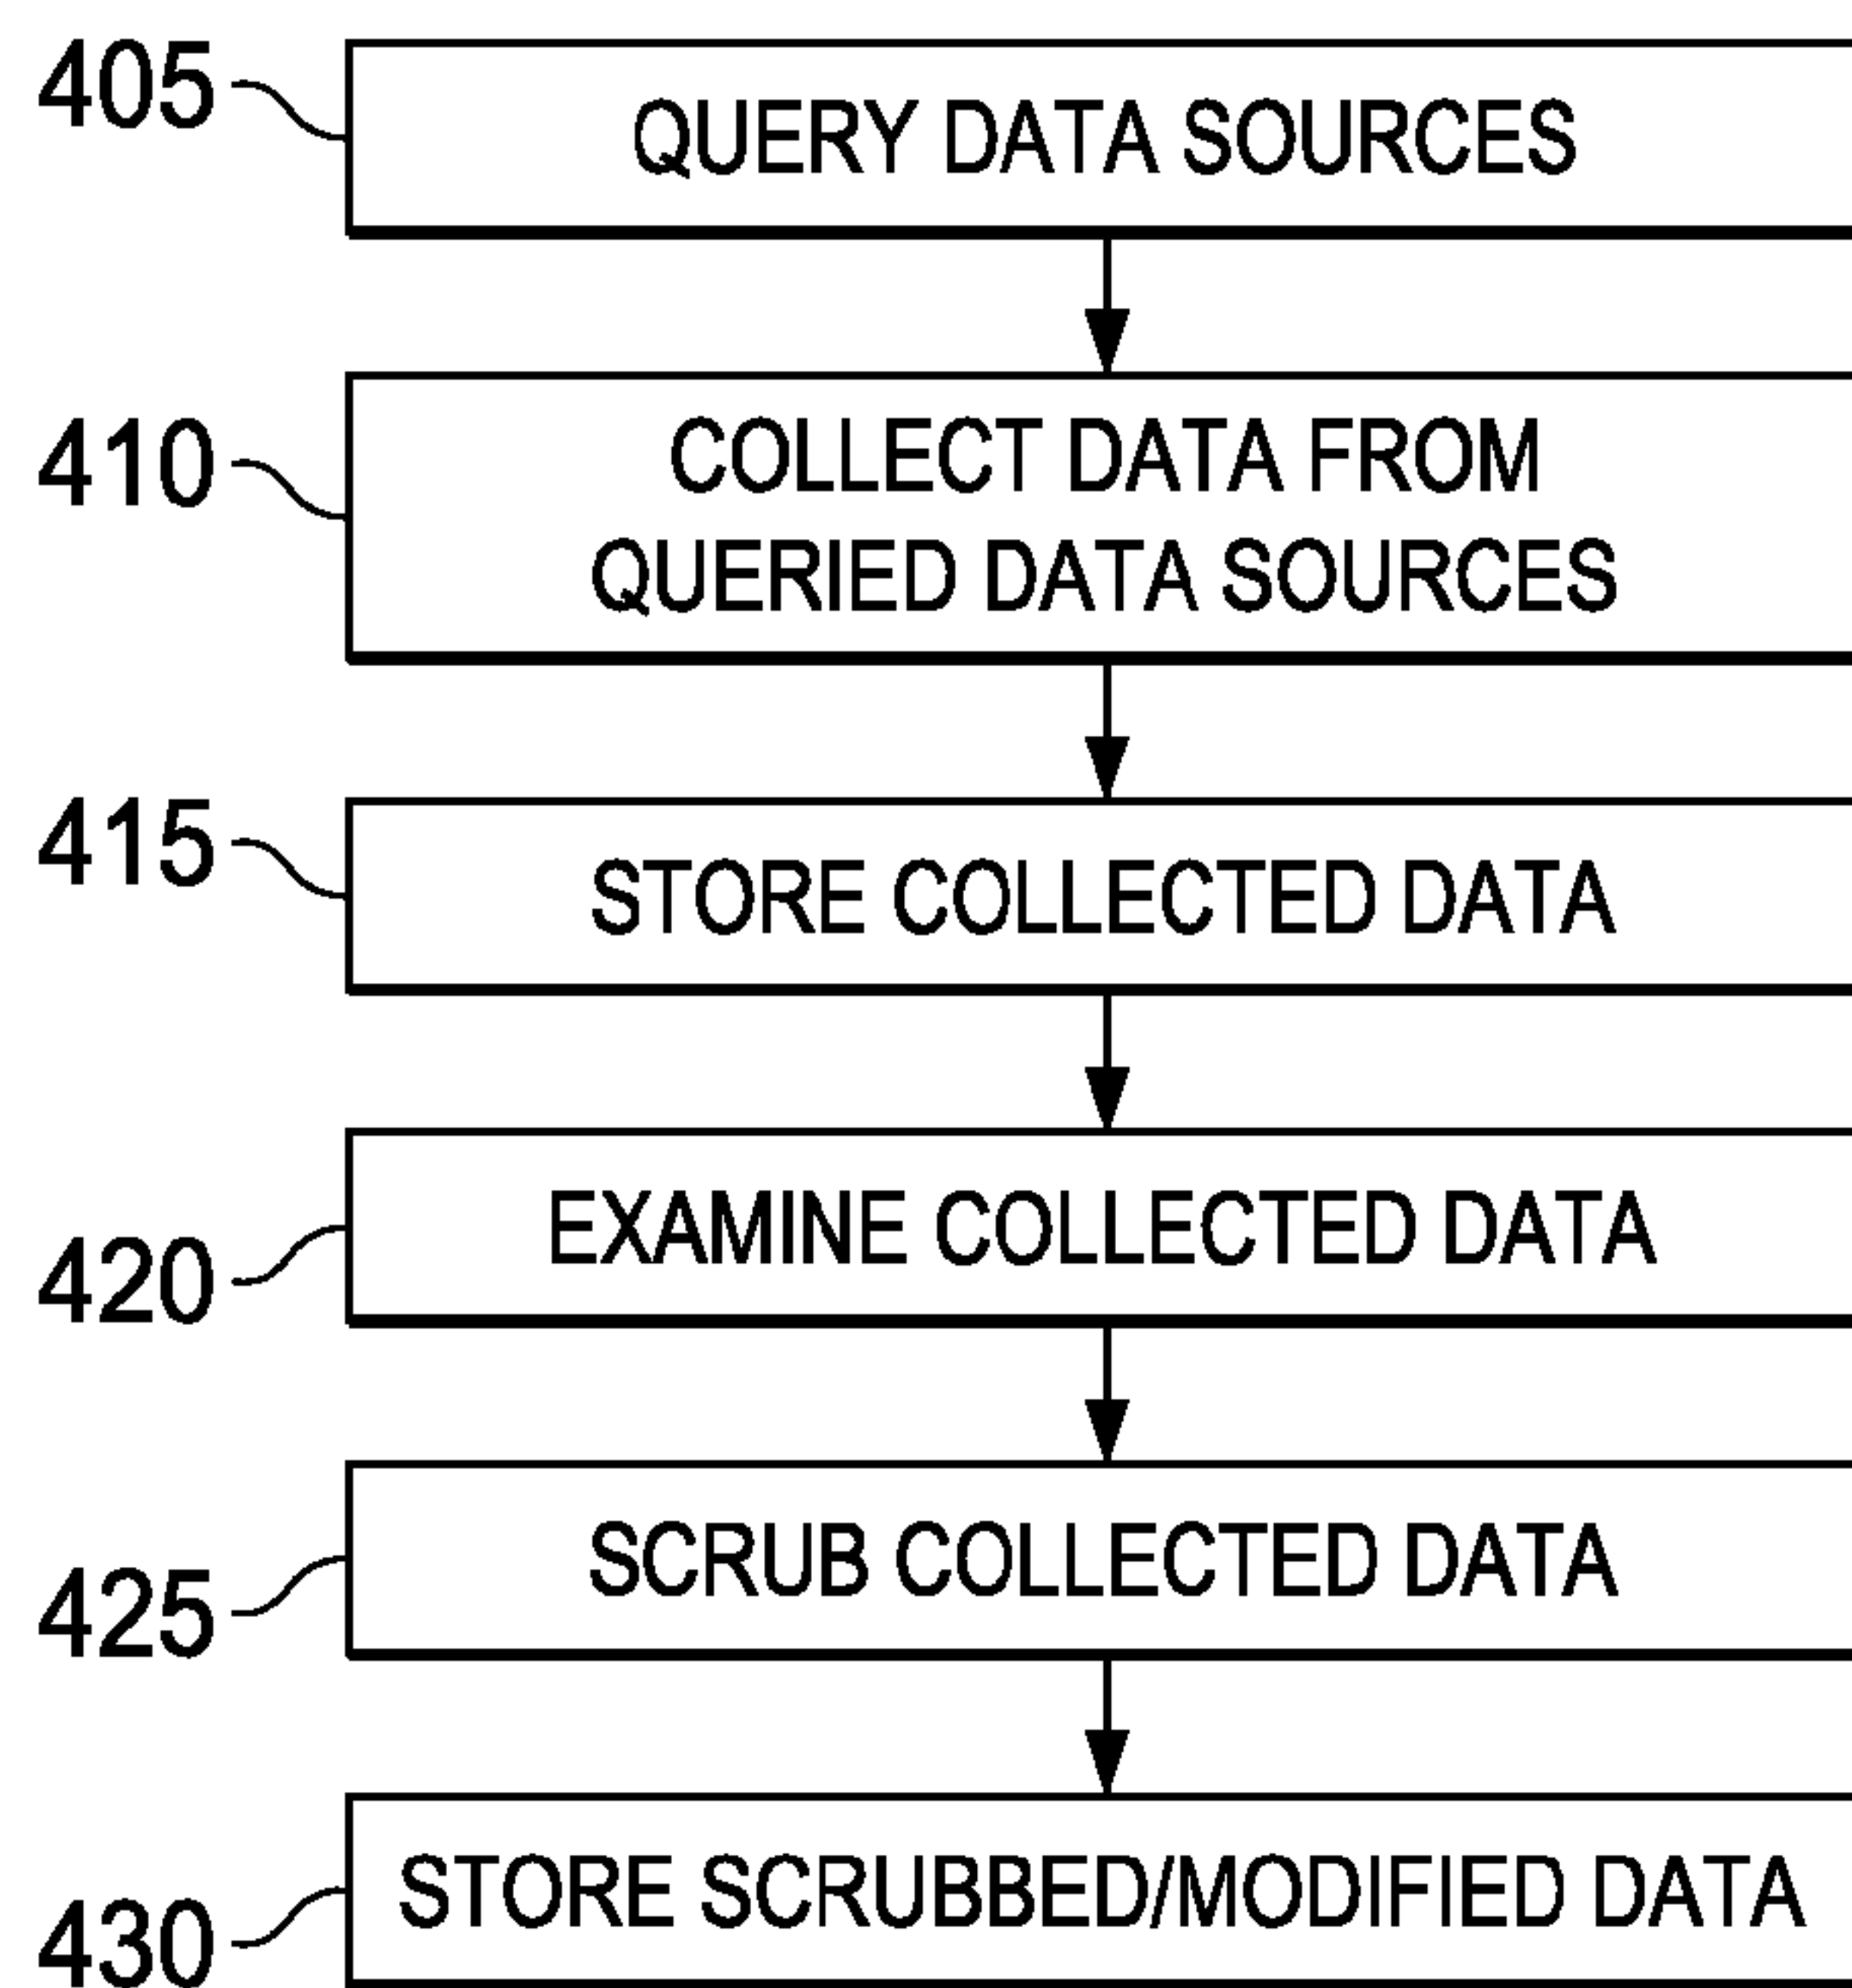 405
QUERY DATA SOURCES
410
COLLECT DATA FROM
QUERIED DATA SOURCES
415
STORE COLLECTED DATA
420
EXAMINE COLLECTED DATA
425
SCRUB COLLECTED DATA
430
STORE SCRUBBED/MODIFIED DATA